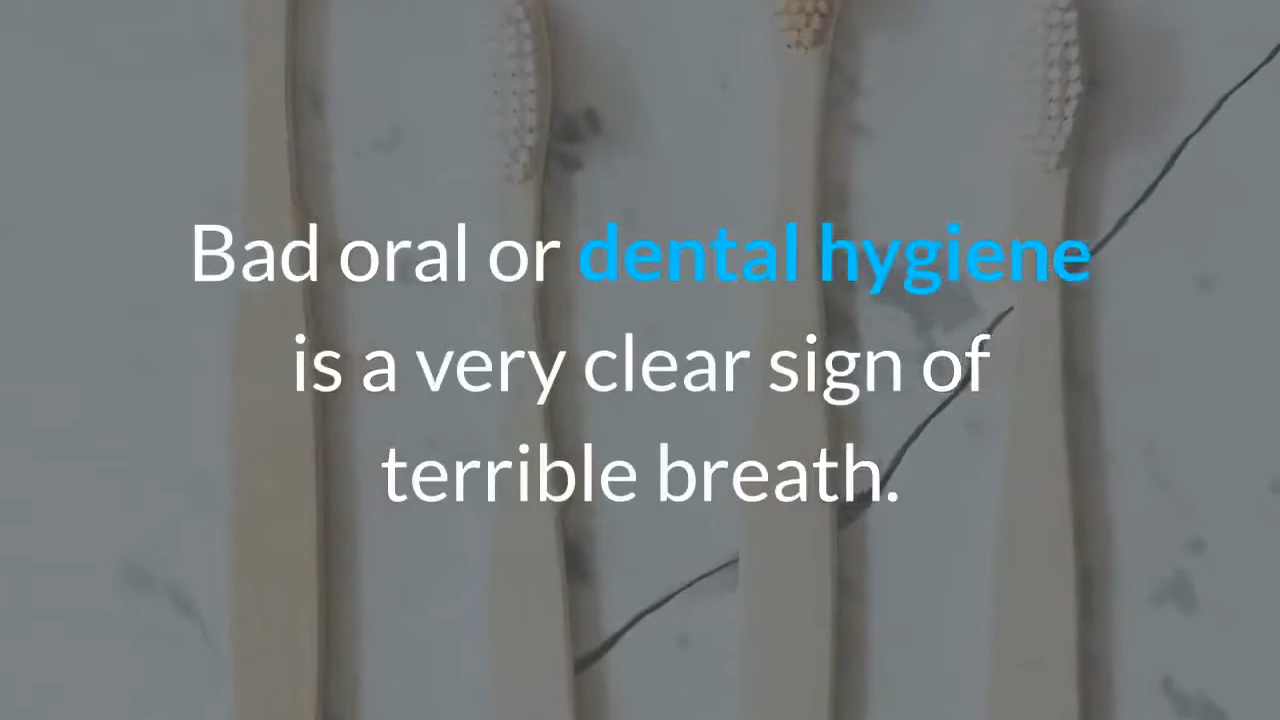 Bad oral or dental hygiene
is a very clear sign of
terrible breath.